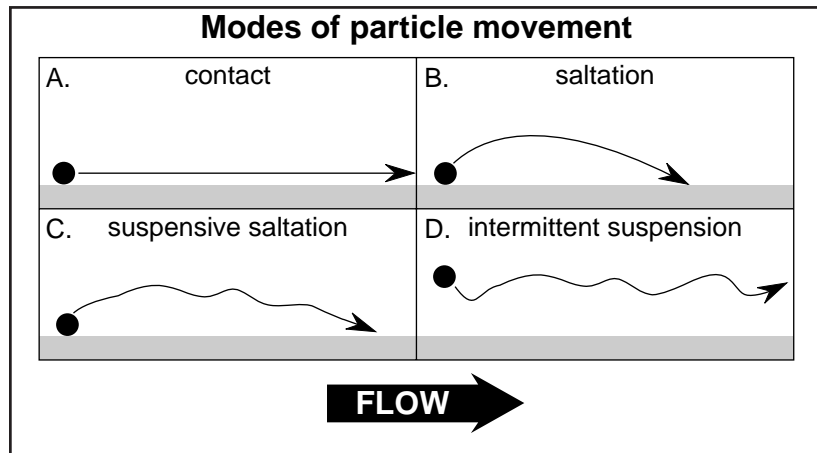 Modes of particle movement
A. contact
B. saltation
C. suspensive saltation
D. intermittent suspension
FLOW